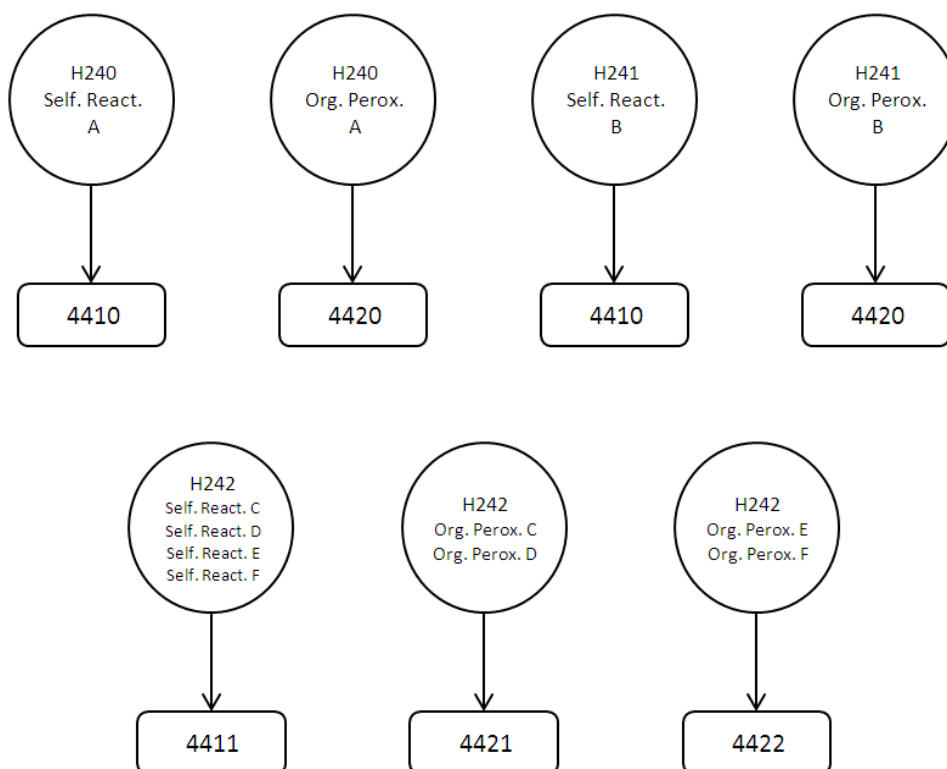 H240
Self. React.
A
H240
Org. Perox.
A
H241
Self. React.
B
H241
Org. Perox.
B
4410
4420
4410
4420
H242
Self. React. C
Self. React. D
Self. React. E
Self. React. F
H242
Org. Perox. C
Org. Perox. D
H242
Org. Perox. E
Org. Perox. F
4411
4421
4422